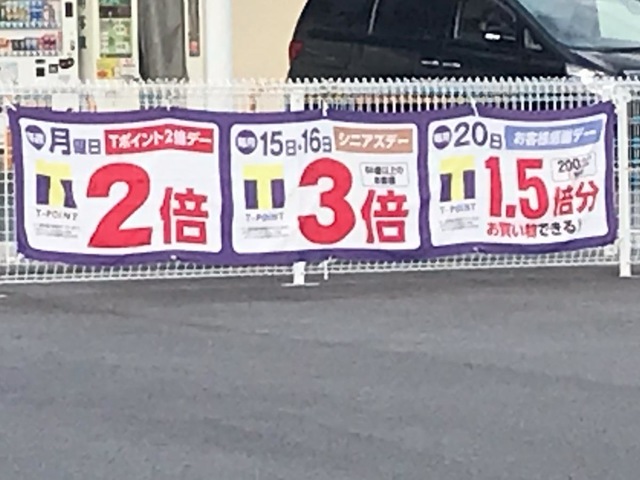 毎週 月曜日 Tポイント2倍デー
T-POINT
2倍
毎月 15日・16日 シニアズデー
T-POINT
3倍
毎月 20日 お客様感謝デー
T-POINT
200
1.5倍分
お買い物できる!